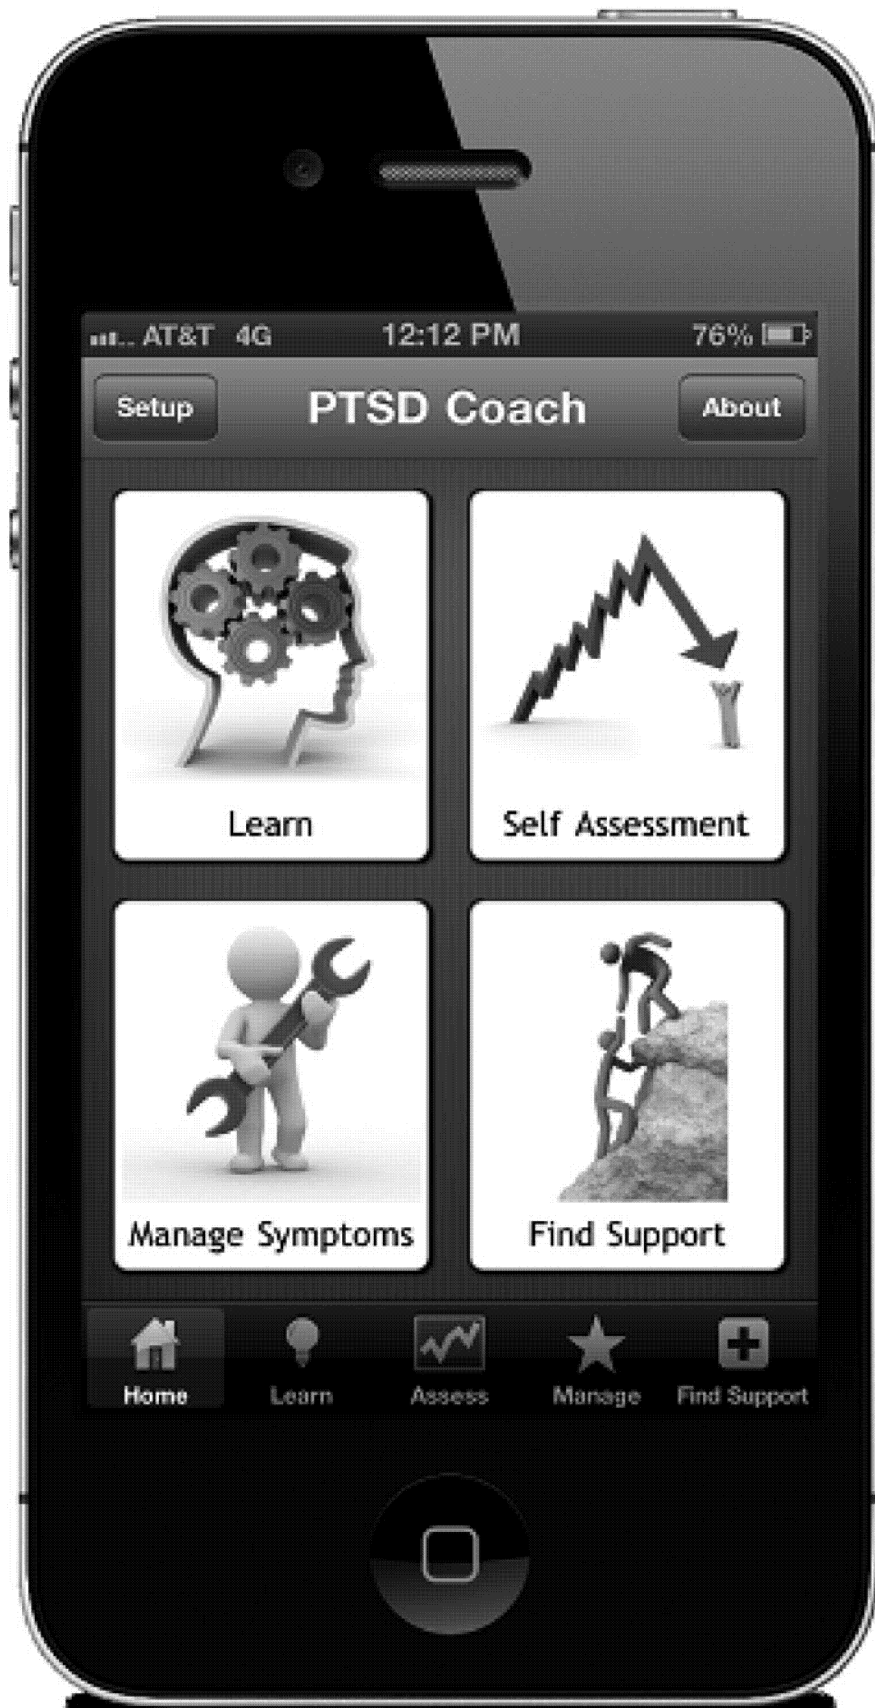 AT&T 4G 12:12 PM 76%
Setup PTSD Coach About
Learn Self Assessment
Manage Symptoms Find Support
Home Learn Assess Manage Find Support